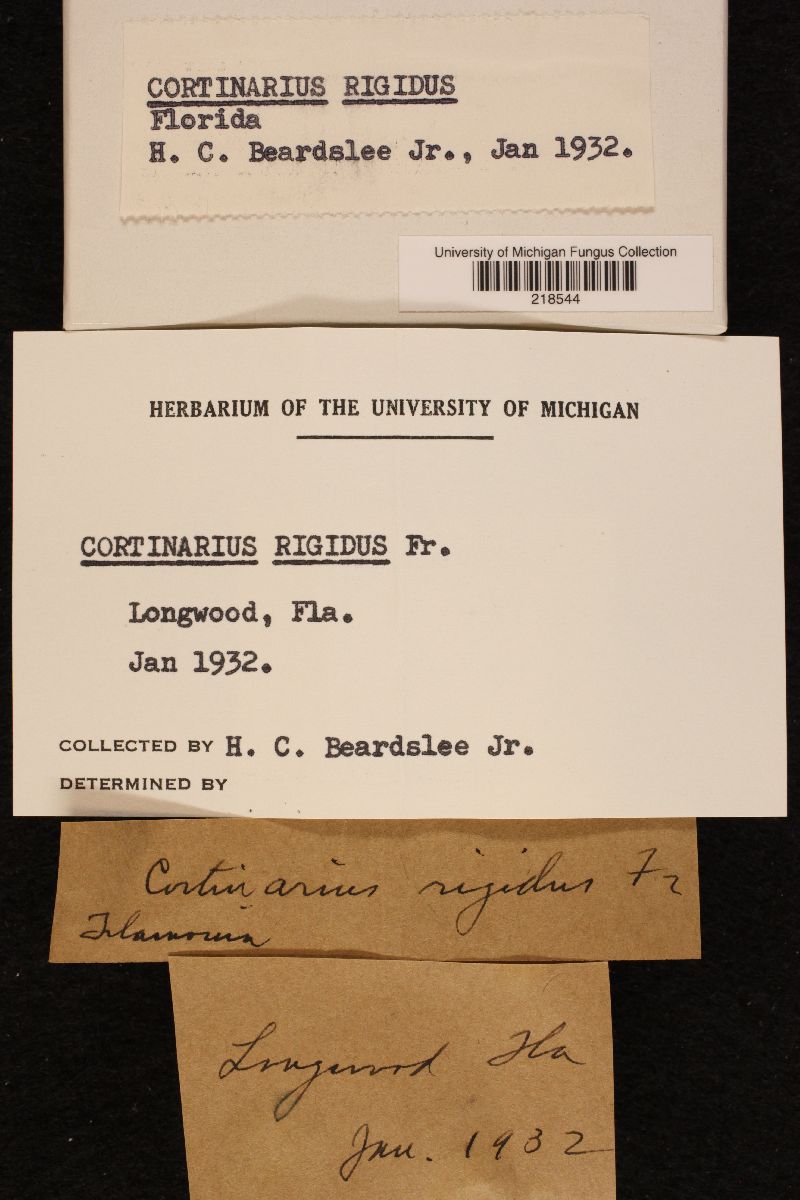 CORTINARIUS RIGIDUS
Florida
H. C. Beardslee Jr., Jan 1932.
University of Michigan Fungus Collection
218544
HERBARIUM OF THE UNIVERSITY OF MICHIGAN
CORTINARIUS RIGIDUS Fr.
Longwood, Fla.
Jan 1932.
COLLECTED BY H. C. Beardslee Jr.
DETERMINED BY
Cortinarius rigidus Fr
Longwood Fla
Jan. 1932